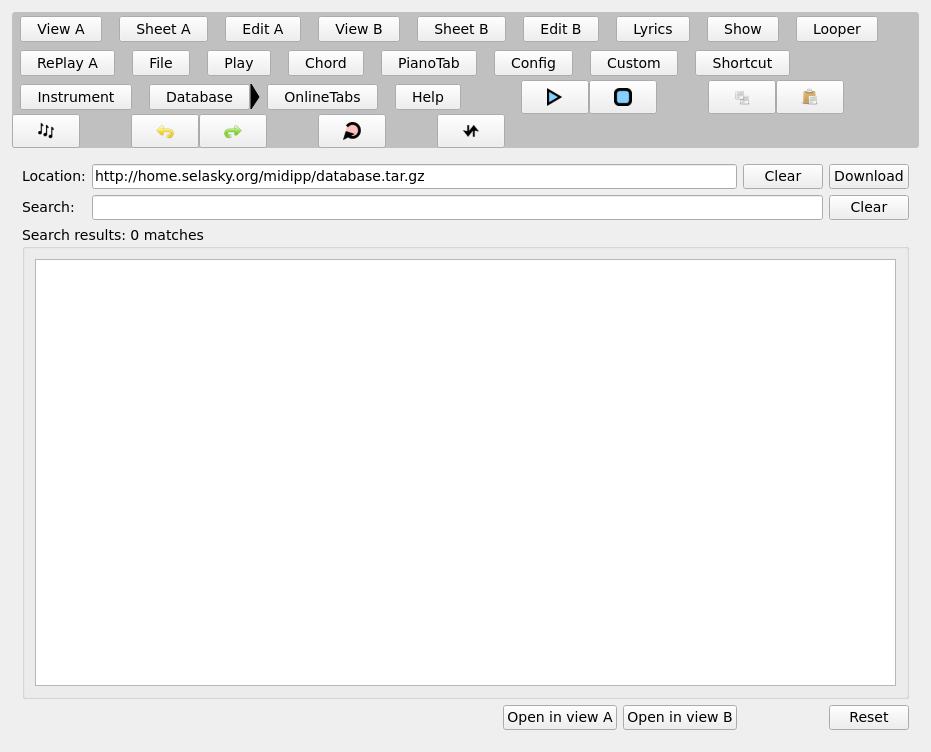 View A Sheet A Edit A View B Sheet B Edit B Lyrics Show Looper
RePlay A File Play Chord PianoTab Config Custom Shortcut
Instrument Database OnlineTabs Help
Location: http://home.selasky.org/midipp/database.tar.gz Clear Download
Search: Clear
Search results: 0 matches
Open in view A Open in view B Reset